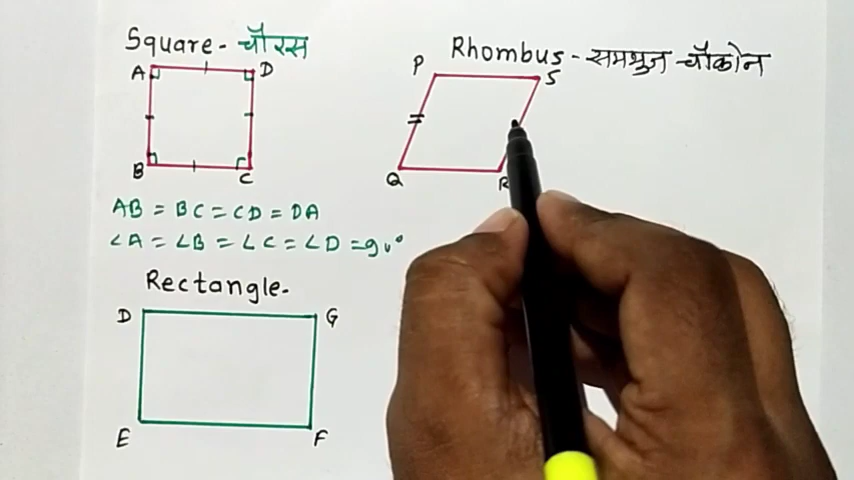 Square- चौरस
A D
B C
AB = BC = CD = DA
∠A = ∠B = ∠C = ∠D = 90°
Rhombus - समभुज चौकोन
P S
Q R
Rectangle-
D G
E F